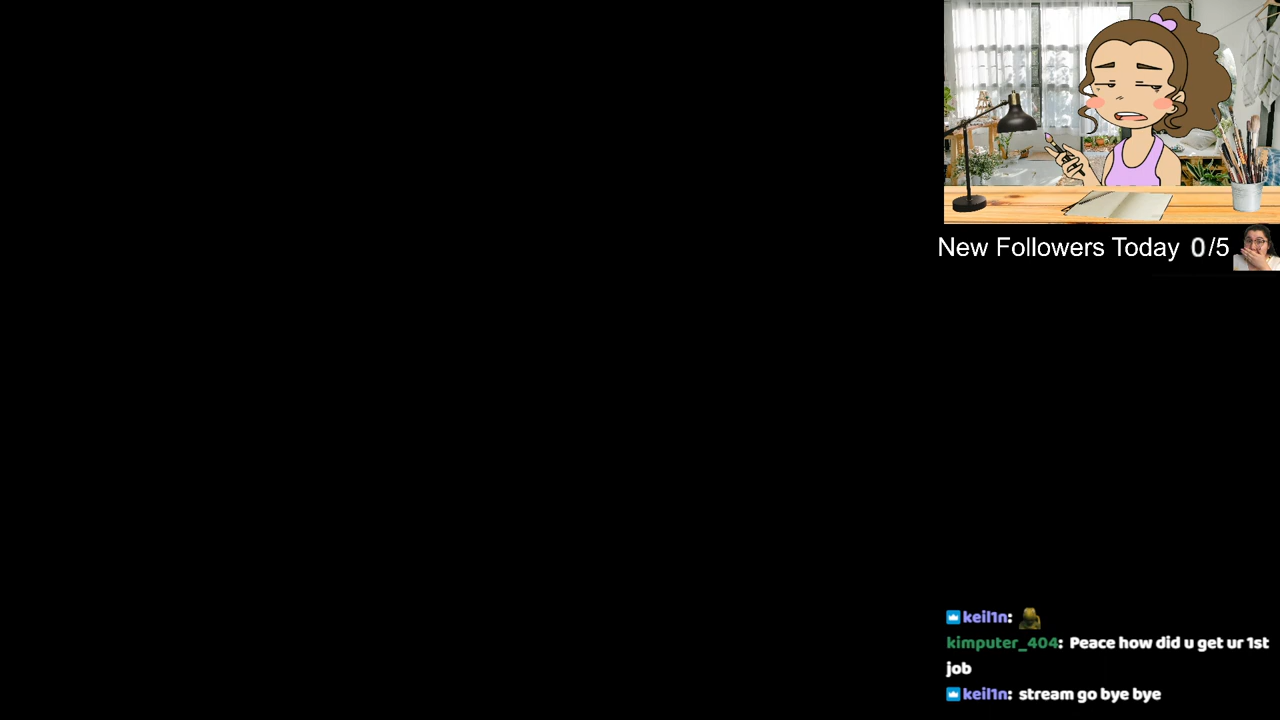 New Followers Today 0/5
keil1n:
kimputer_404: Peace how did u get ur 1st
job
keil1n: stream go bye bye